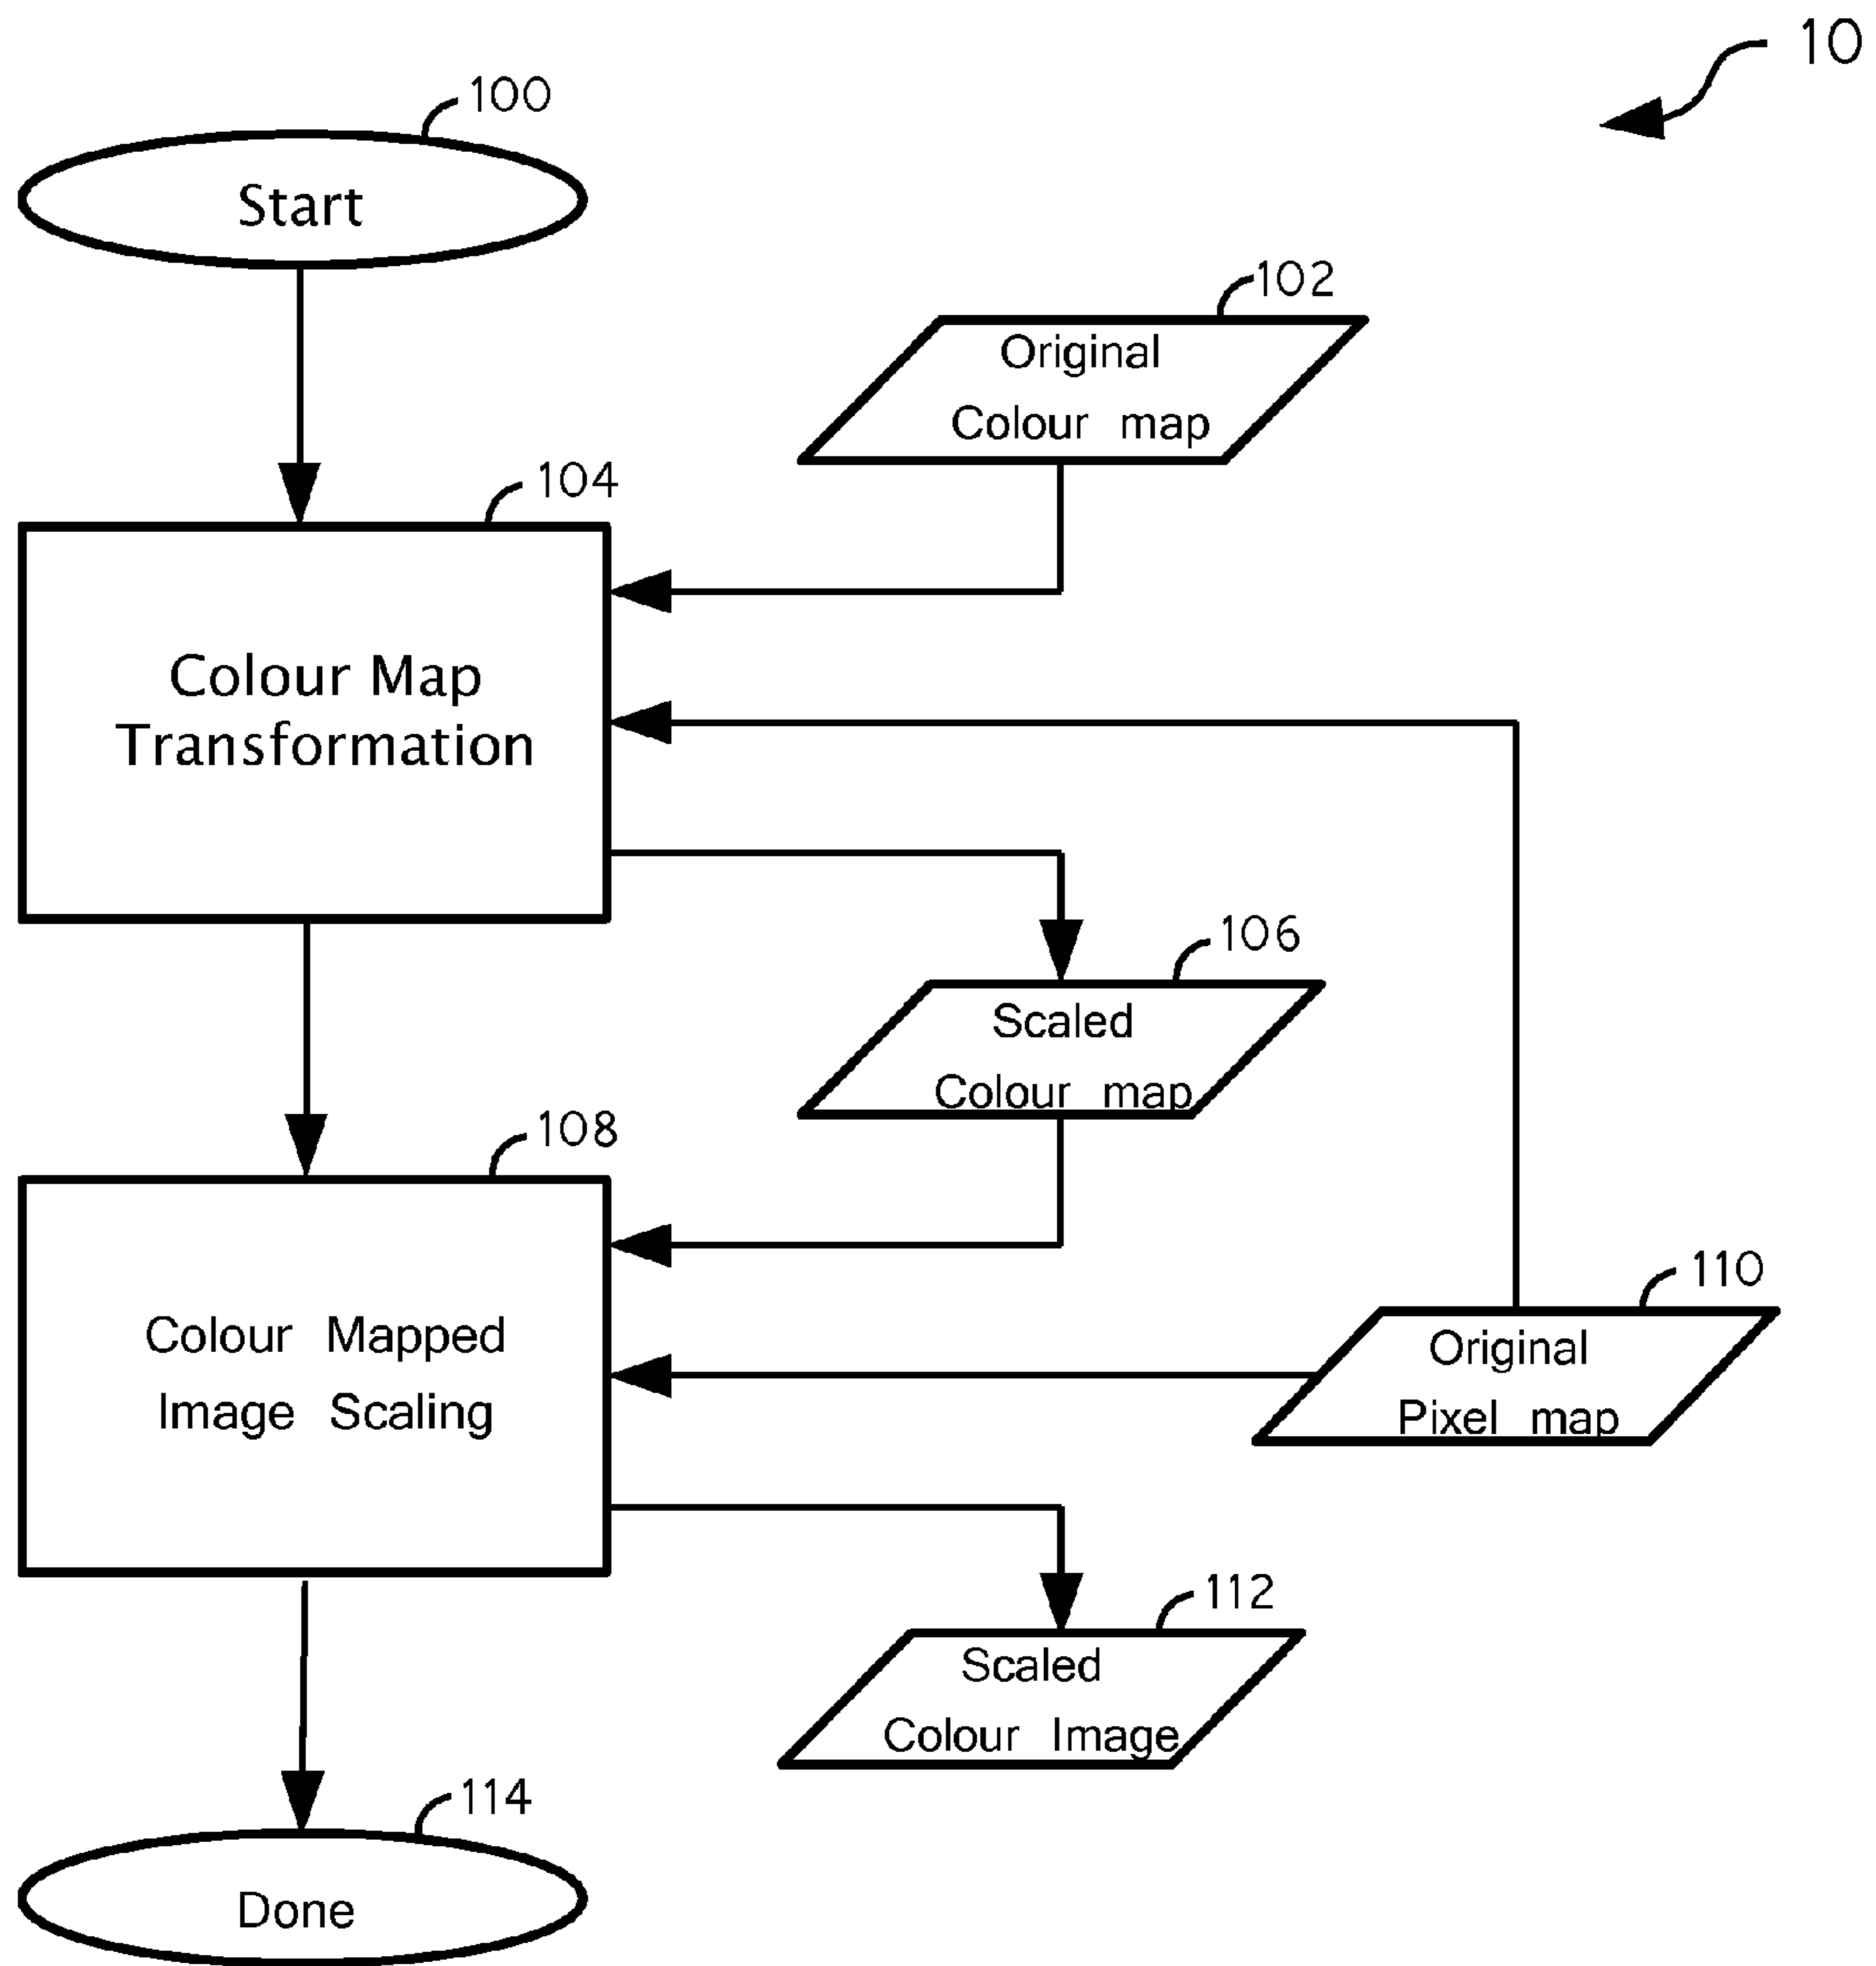 10
100
Start
102
Original
Colour map
104
Colour Map
Transformation
106
Scaled
Colour map
108
Colour Mapped
Image Scaling
110
Original
Pixel map
112
Scaled
Colour Image
114
Done